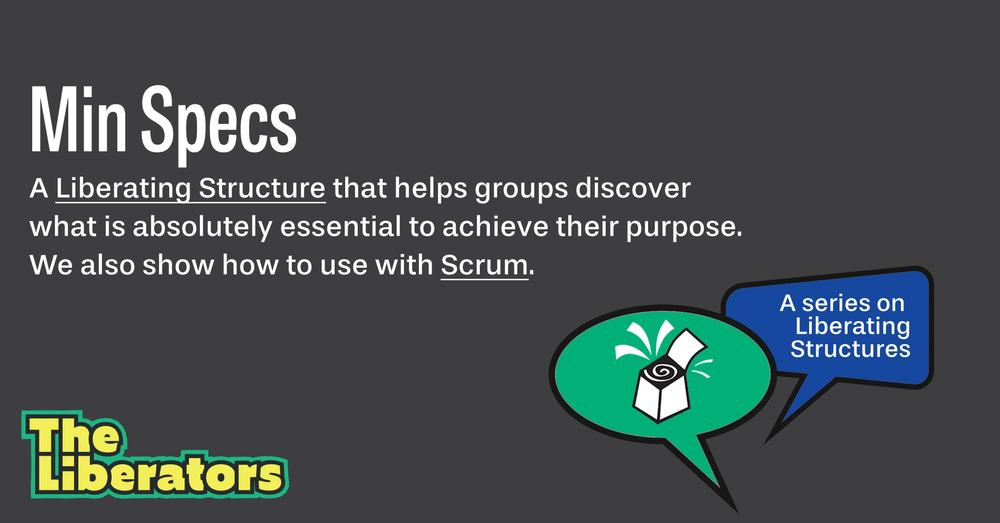 Min Specs
A Liberating Structure that helps groups discover
what is absolutely essential to achieve their purpose.
We also show how to use with Scrum.
A series on
Liberating
Structures
The
Liberators